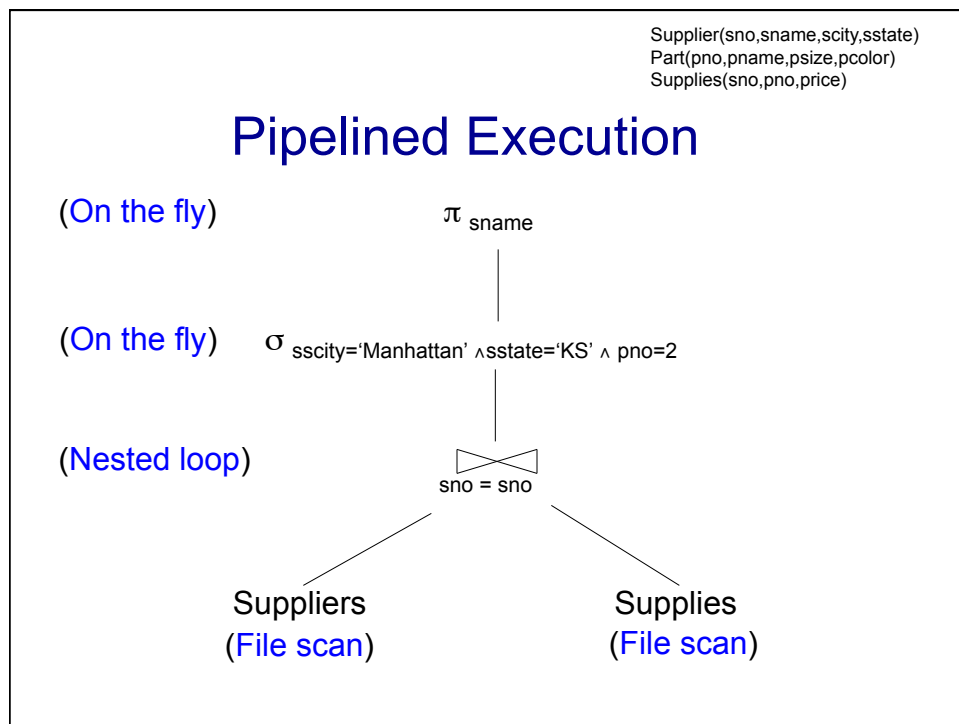 Supplier(sno,sname,scity,sstate)
Part(pno,pname,psize,pcolor)
Supplies(sno,pno,price)
Pipelined Execution
(On the fly) π sname
(On the fly) σ sscity=‘Manhattan’ ∧sstate=‘KS’ ∧ pno=2
(Nested loop)
sno = sno
Suppliers Supplies
(File scan) (File scan)